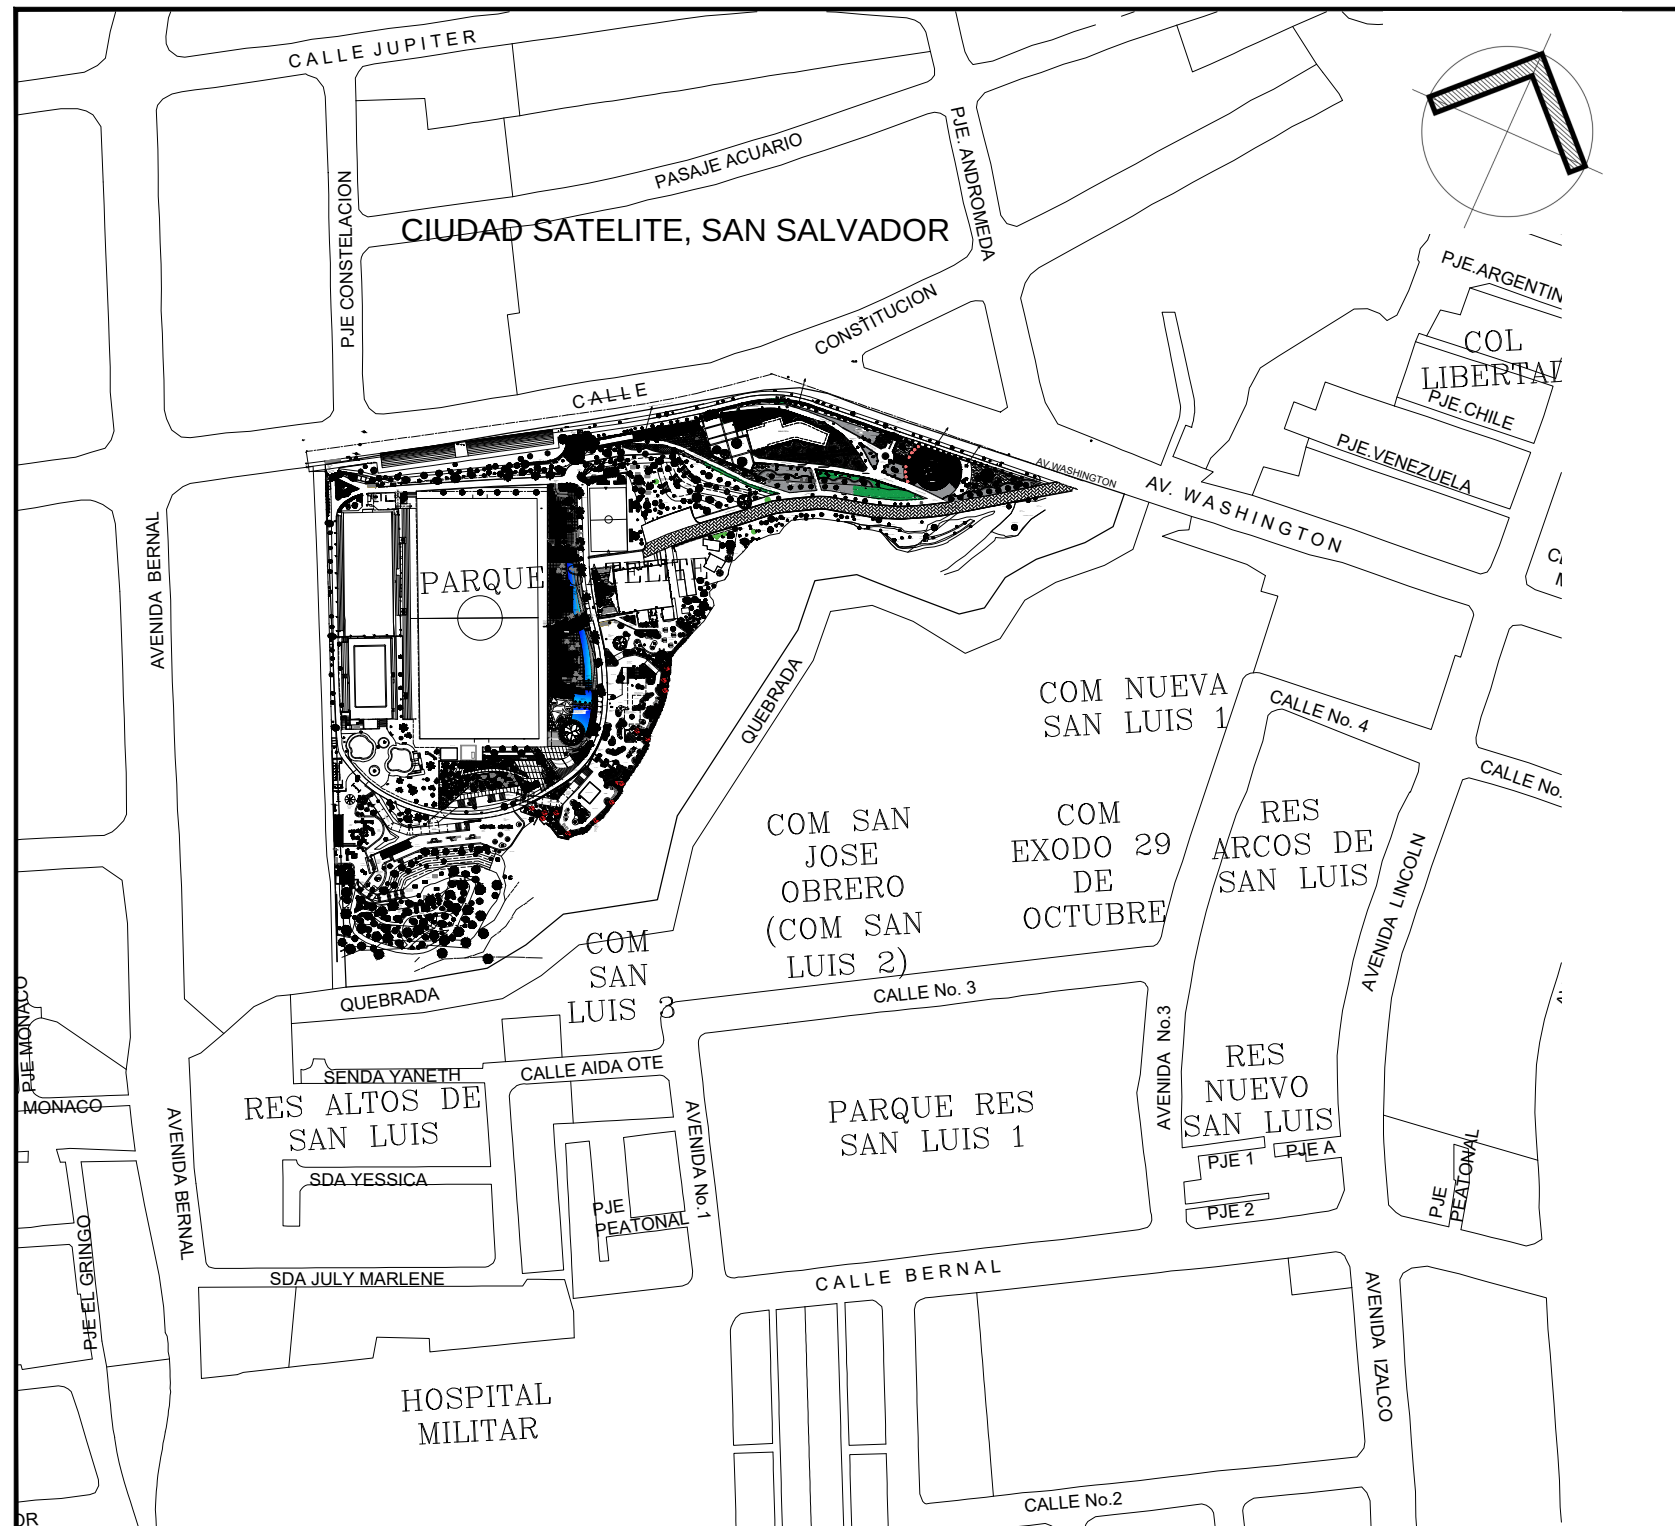 CALLE JUPITER
PASAJE ACUARIO
PJE. ANDROMEDA
PJE CONSTELACION
CIUDAD SATELITE, SAN SALVADOR
CONSTITUCION
CALLE
PJE.ARGENTIN
COL
LIBERTAD
PJE.CHILE
PJE.VENEZUELA
AV.WASHINGTON
AV. WASHINGTON
AVENIDA BERNAL
PARQUE SATELITE
QUEBRADA
COM NUEVA
SAN LUIS 1
CALLE No. 4
CALLE No.
COM SAN
JOSE
OBRERO
(COM SAN
LUIS 2)
COM
EXODO 29
DE
OCTUBRE
RES
ARCOS DE
SAN LUIS
AVENIDA LINCOLN
COM
SAN
LUIS 3
QUEBRADA
CALLE No. 3
PJE MONACO
MONACO
SENDA YANETH
CALLE AIDA OTE
RES ALTOS DE
SAN LUIS
AVENIDA BERNAL
SDA YESSICA
AVENIDA No.1
PJE
PEATONAL
PARQUE RES
SAN LUIS 1
AVENIDA No.3
RES
NUEVO
SAN LUIS
PJE 1
PJE A
PJE 2
PJE
PEATONAL
PJE EL GRINGO
SDA JULY MARLENE
CALLE BERNAL
AVENIDA IZALCO
HOSPITAL
MILITAR
CALLE No.2
OR